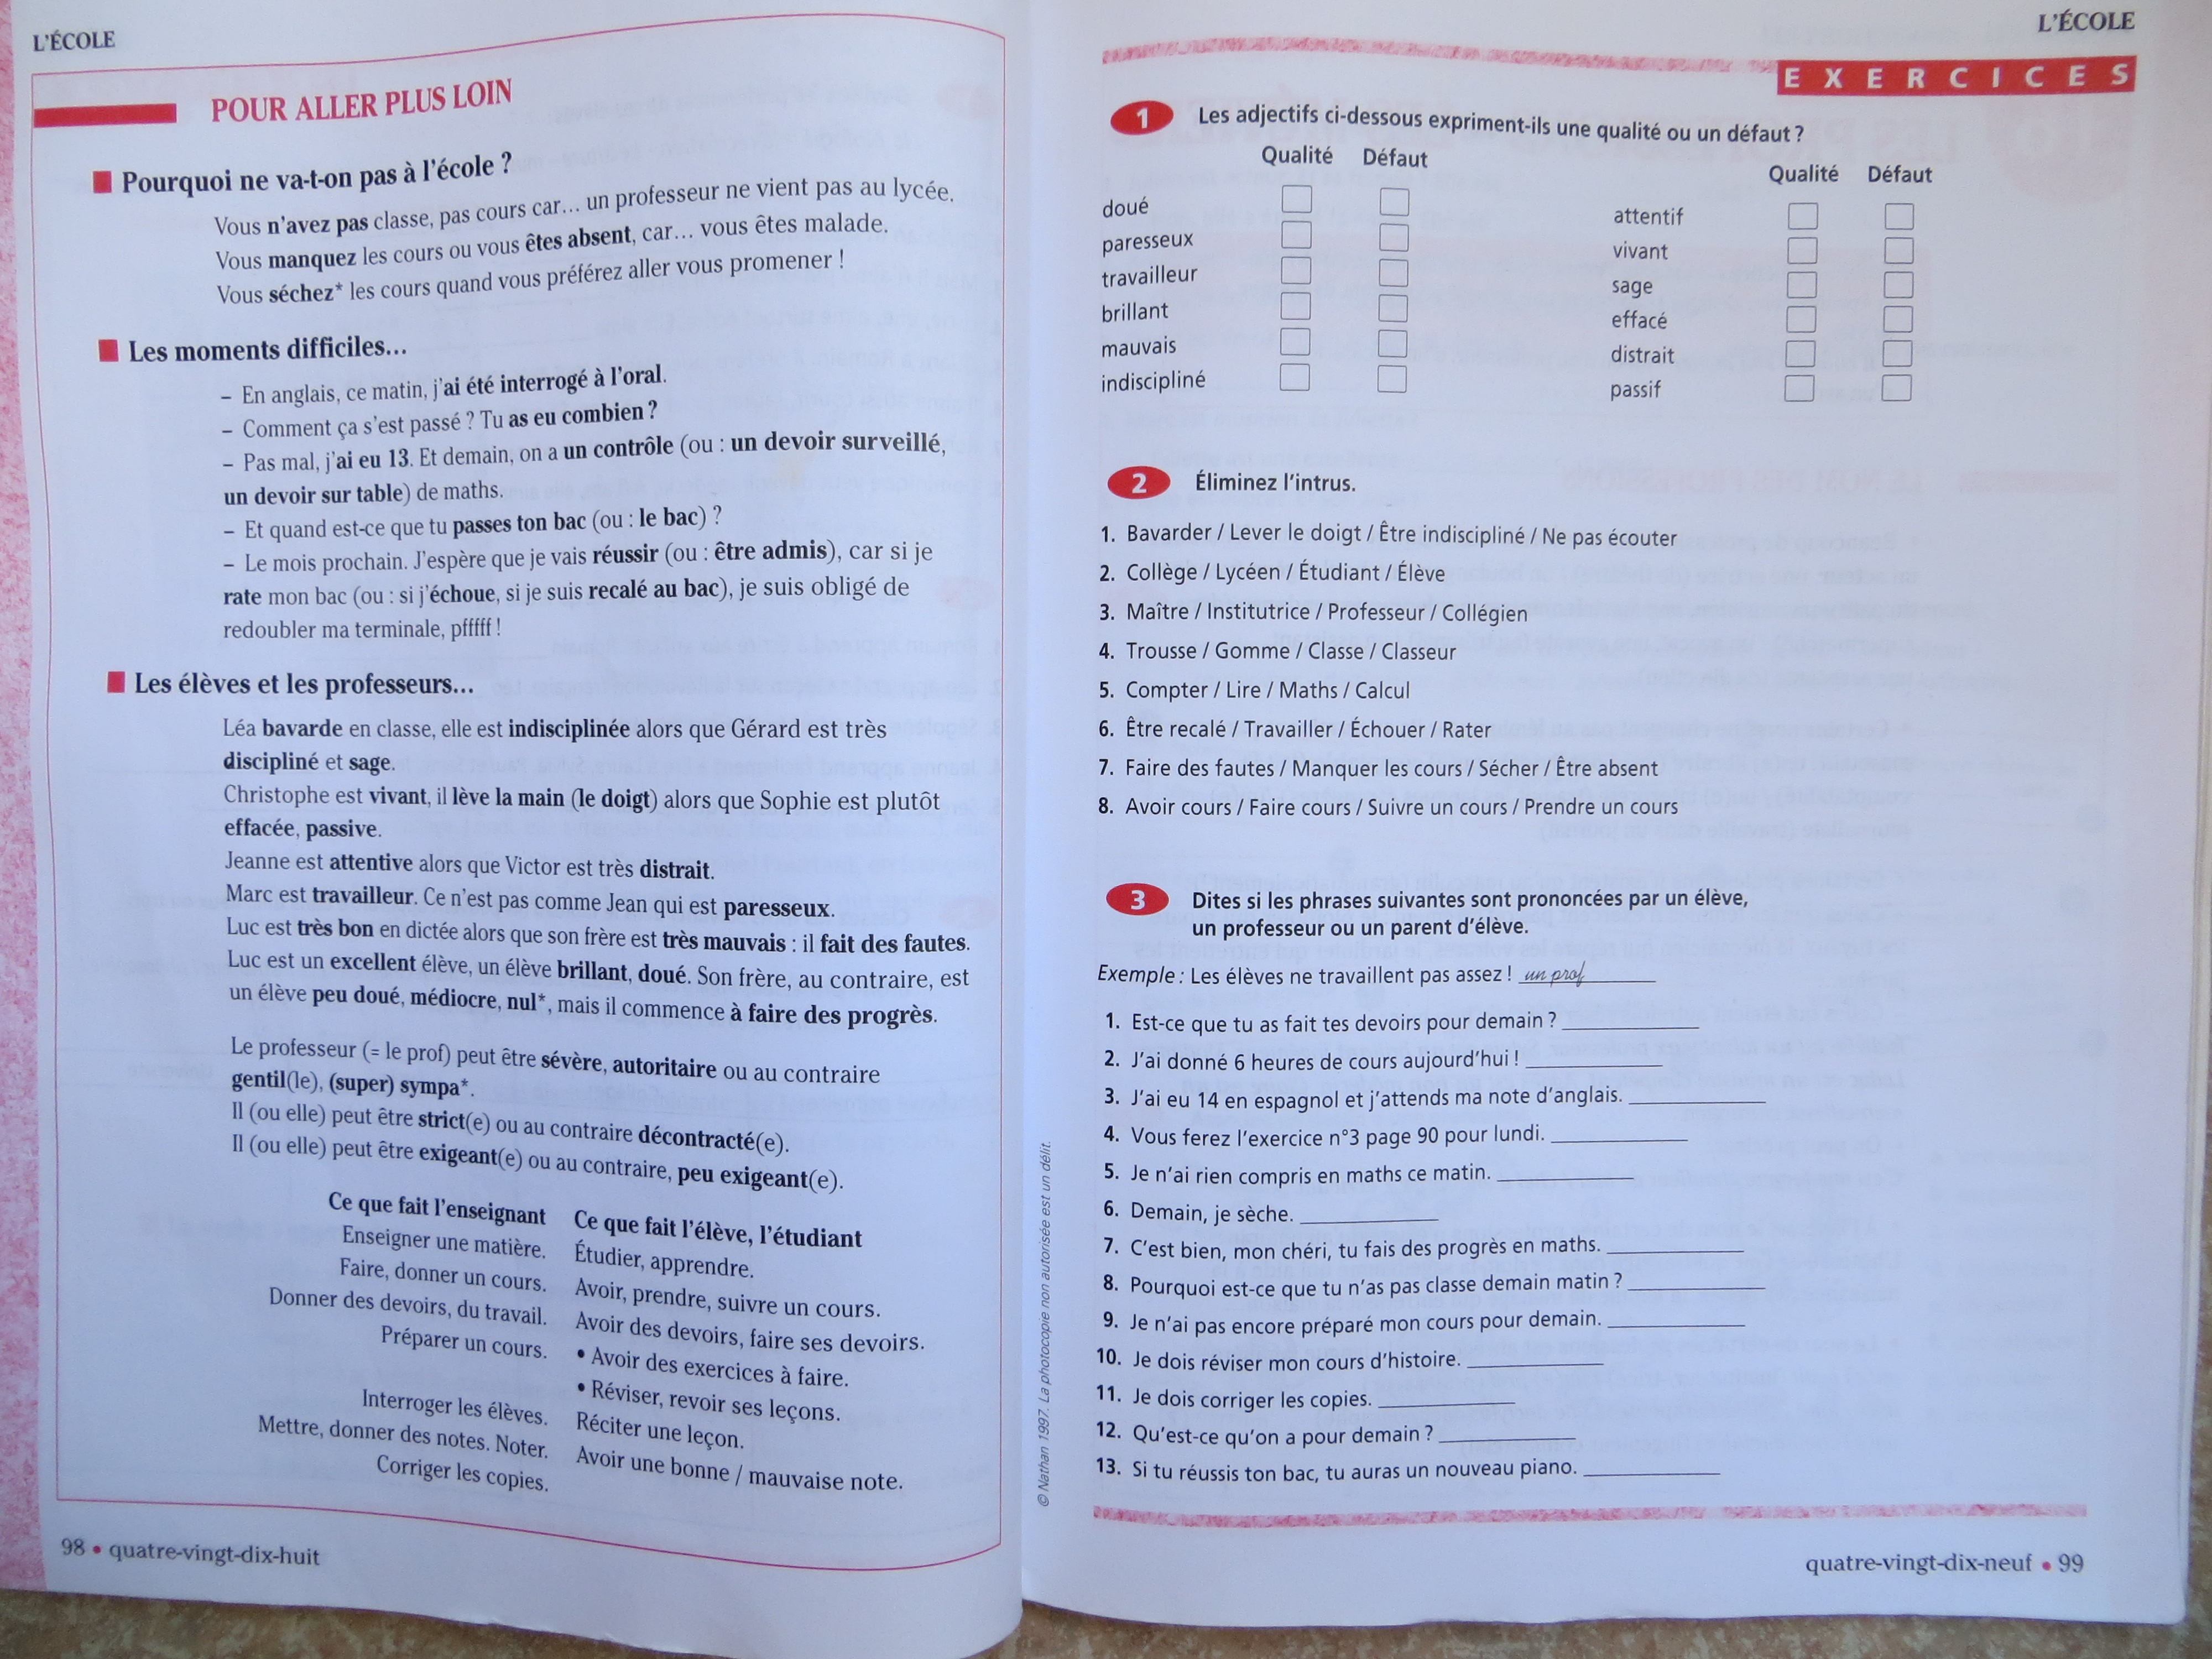 L'ÉCOLE
POUR ALLER PLUS LOIN
Pourquoi ne va-t-on pas à l'école ?
Vous n'avez pas classe, pas cours car... un professeur ne vient pas au lycée.
Vous manquez les cours ou vous êtes absent, car... vous êtes malade.
Vous séchez* les cours quand vous préférez aller vous promener !
Les moments difficiles...
– En anglais, ce matin, j'ai été interrogé à l'oral.
– Comment ça s'est passé ? Tu as eu combien ?
– Pas mal, j'ai eu 13. Et demain, on a un contrôle (ou : un devoir surveillé,
un devoir sur table) de maths.
– Et quand est-ce que tu passes ton bac (ou : le bac) ?
– Le mois prochain. J'espère que je vais réussir (ou : être admis), car si je
rate mon bac (ou : si j'échoue, si je suis recalé au bac), je suis obligé de
redoubler ma terminale, pfffff !
Les élèves et les professeurs...
Léa bavarde en classe, elle est indisciplinée alors que Gérard est très
discipliné et sage.
Christophe est vivant, il lève la main (le doigt) alors que Sophie est plutôt
effacée, passive.
Jeanne est attentive alors que Victor est très distrait.
Marc est travailleur. Ce n'est pas comme Jean qui est paresseux.
Luc est très bon en dictée alors que son frère est très mauvais : il fait des fautes.
Luc est un excellent élève, un élève brillant, doué. Son frère, au contraire, est
un élève peu doué, médiocre, nul*, mais il commence à faire des progrès.
Le professeur (= le prof) peut être sévère, autoritaire ou au contraire
gentil(le), (super) sympa*.
Il (ou elle) peut être strict(e) ou au contraire décontracté(e).
Il (ou elle) peut être exigeant(e) ou au contraire, peu exigeant(e).
Ce que fait l'enseignant Ce que fait l'élève, l'étudiant
Enseigner une matière. Étudier, apprendre.
Faire, donner un cours. Avoir, prendre, suivre un cours.
Donner des devoirs, du travail. Avoir des devoirs, faire ses devoirs.
Préparer un cours. • Avoir des exercices à faire.
• Réviser, revoir ses leçons.
Interroger les élèves. Réciter une leçon.
Mettre, donner des notes. Noter. Avoir une bonne / mauvaise note.
Corriger les copies.
98 • quatre-vingt-dix-huit
© Nathan 1997. La photocopie non autorisée est un délit.
L'ÉCOLE
EXERCICES
1 Les adjectifs ci-dessous expriment-ils une qualité ou un défaut ?
Qualité Défaut
doué
paresseux
travailleur
brillant
mauvais
indiscipliné
Qualité Défaut
attentif
vivant
sage
effacé
distrait
passif
2 Éliminez l'intrus.
1. Bavarder / Lever le doigt / Être indiscipliné / Ne pas écouter
2. Collège / Lycéen / Étudiant / Élève
3. Maître / Institutrice / Professeur / Collégien
4. Trousse / Gomme / Classe / Classeur
5. Compter / Lire / Maths / Calcul
6. Être recalé / Travailler / Échouer / Rater
7. Faire des fautes / Manquer les cours / Sécher / Être absent
8. Avoir cours / Faire cours / Suivre un cours / Prendre un cours
3 Dites si les phrases suivantes sont prononcées par un élève,
un professeur ou un parent d'élève.
Exemple : Les élèves ne travaillent pas assez ! un prof
1. Est-ce que tu as fait tes devoirs pour demain ?
2. J'ai donné 6 heures de cours aujourd'hui !
3. J'ai eu 14 en espagnol et j'attends ma note d'anglais.
4. Vous ferez l'exercice n°3 page 90 pour lundi.
5. Je n'ai rien compris en maths ce matin.
6. Demain, je sèche.
7. C'est bien, mon chéri, tu fais des progrès en maths.
8. Pourquoi est-ce que tu n'as pas classe demain matin ?
9. Je n'ai pas encore préparé mon cours pour demain.
10. Je dois réviser mon cours d'histoire.
11. Je dois corriger les copies.
12. Qu'est-ce qu'on a pour demain ?
13. Si tu réussis ton bac, tu auras un nouveau piano.
quatre-vingt-dix-neuf • 99